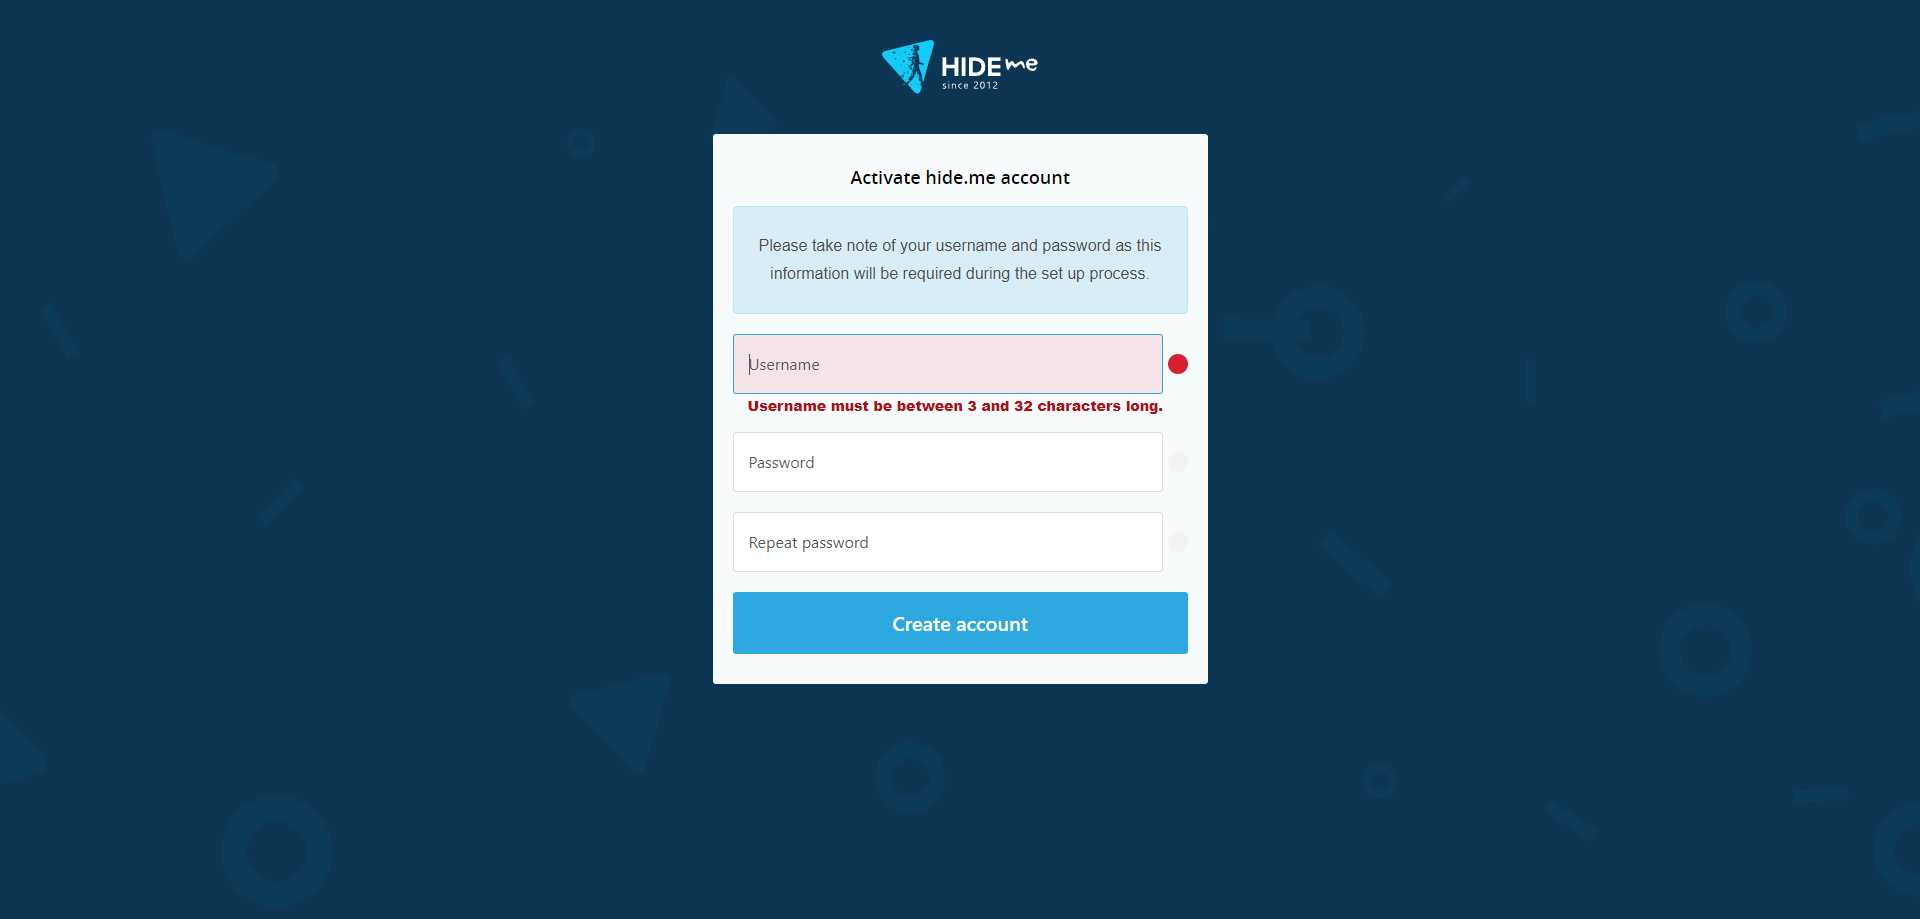 HIDE me
since 2012
Activate hide.me account
Please take note of your username and password as this
information will be required during the set up process.
Username
Username must be between 3 and 32 characters long.
Password
Repeat password
Create account